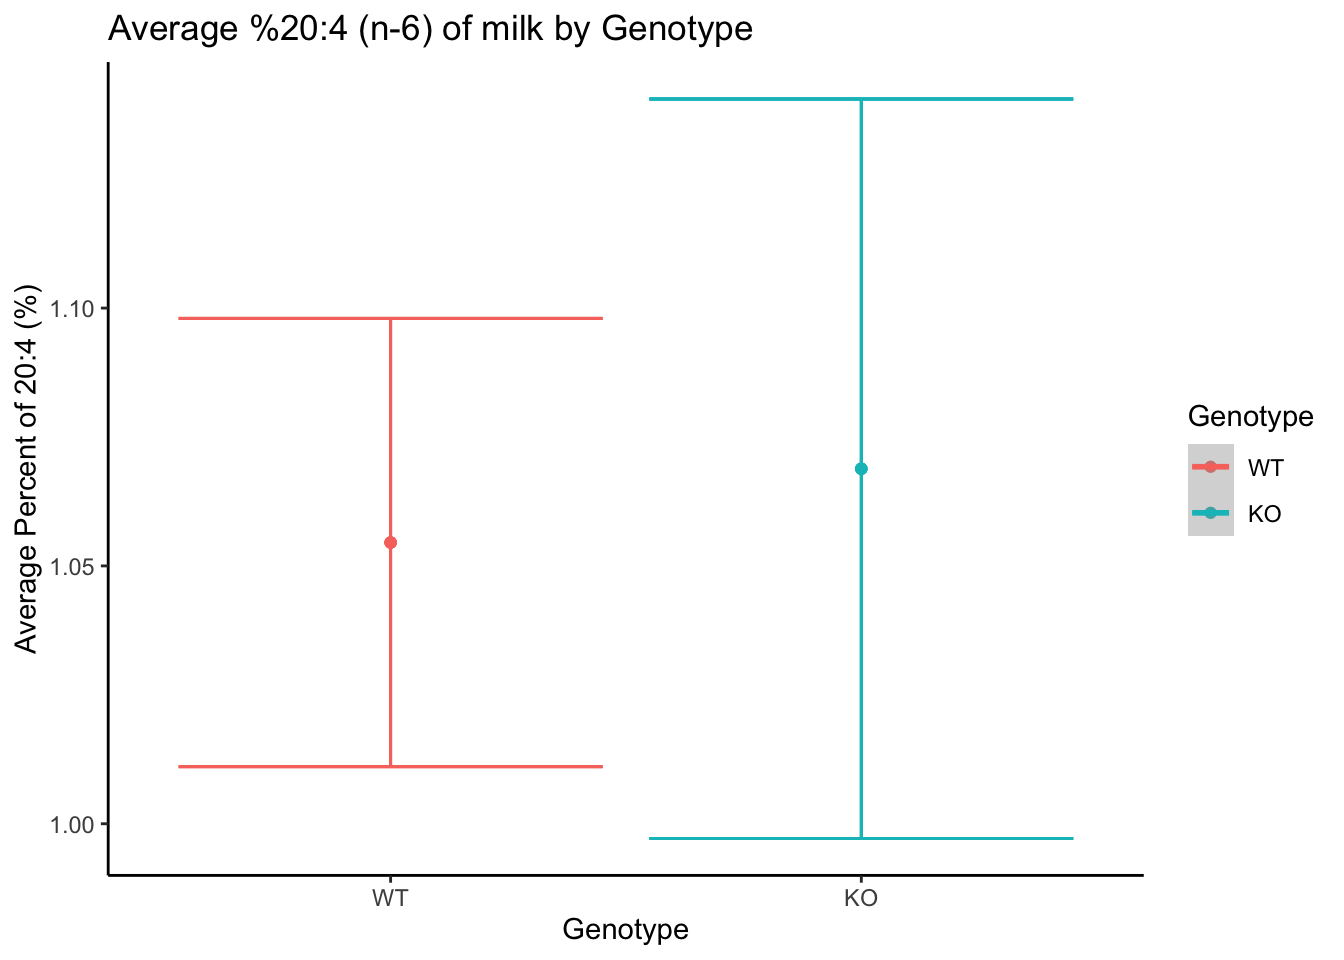 Average %20:4 (n-6) of milk by Genotype
Average Percent of 20:4 (%)
1.10
1.05
1.00
WT
KO
Genotype
Genotype
WT
KO